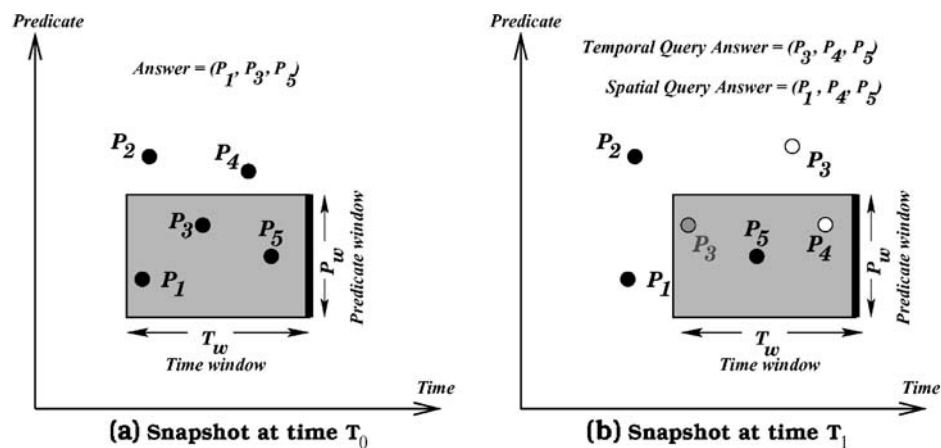 Predicate
Answer = (P1, P3, P5)
P2
P4
P3
P5
P1
Pw
Predicate window
Tw
Time window
Time
(a) Snapshot at time T0
Predicate
Temporal Query Answer = (P3, P4, P5)
Spatial Query Answer = (P1, P4, P5)
P2
P3
P3
P5
P4
P1
Pw
Predicate window
Tw
Time window
Time
(b) Snapshot at time T1